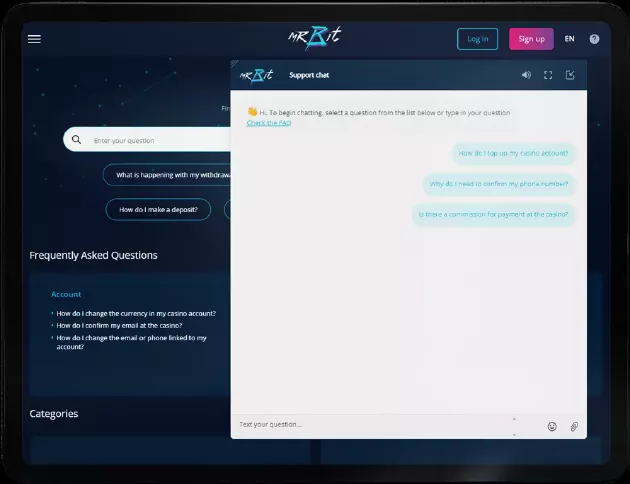 MR Bit
Log in
Sign up
EN
?
MR Bit
Support chat
👋 Hi. To begin chatting, select a question from the list below or type in your question
Check the FAQ
How do I top up my casino account?
Why do I need to confirm my phone number?
Is there a commission for payment at the casino?
Text your question...
Enter your question
What is happening with my
How do I make a deposit?
Frequently Asked Questions
Account
How do I change the currency in my casino account?
How do I confirm my email at the casino?
How do I change the email or phone linked to my
account?
Categories